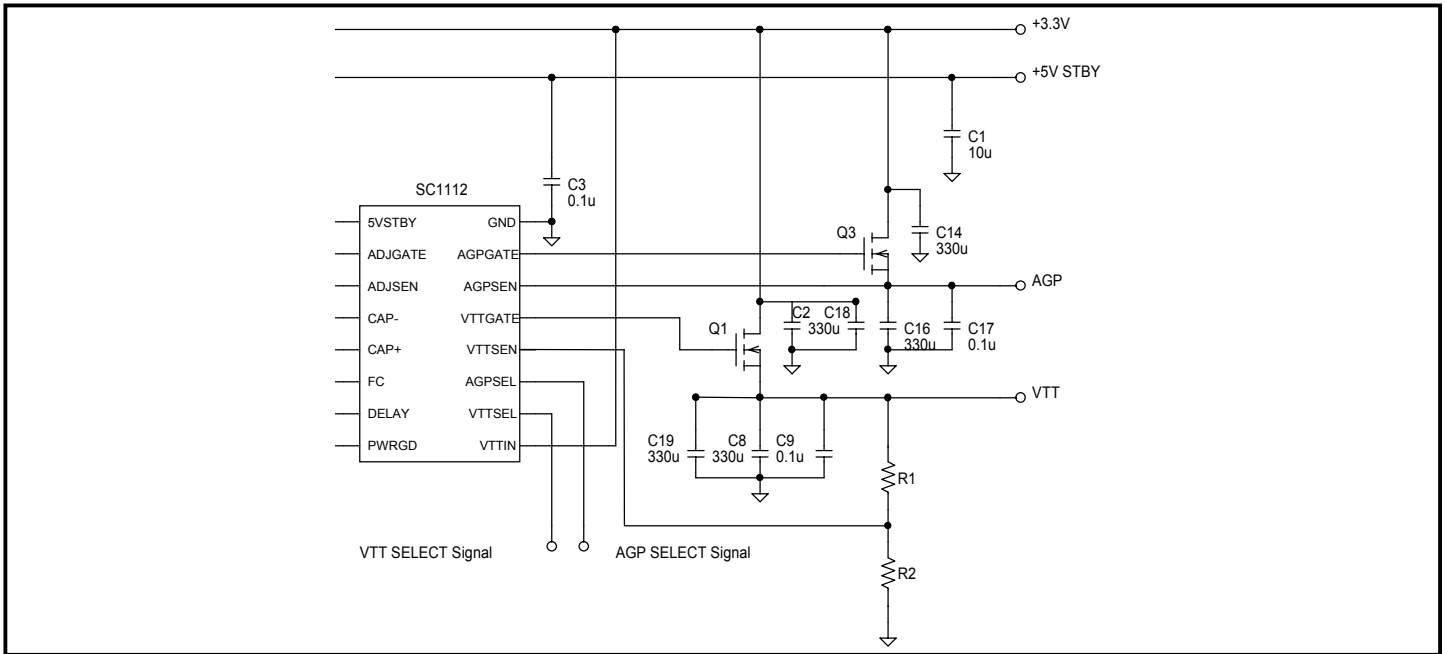 +3.3V
+5V STBY
C1
10u
SC1112
C3
0.1u
5VSTBY
GND
ADJGATE
AGPGATE
ADJSEN
AGPSEN
CAP-
VTTGATE
CAP+
VTTSEN
FC
AGPSEL
DELAY
VTTSEL
PWRGD
VTTIN
Q3
C14
330u
AGP
Q1
C2
330u
C18
C16
330u
C17
0.1u
VTT
C19
330u
C8
330u
C9
0.1u
R1
VTT SELECT Signal
AGP SELECT Signal
R2